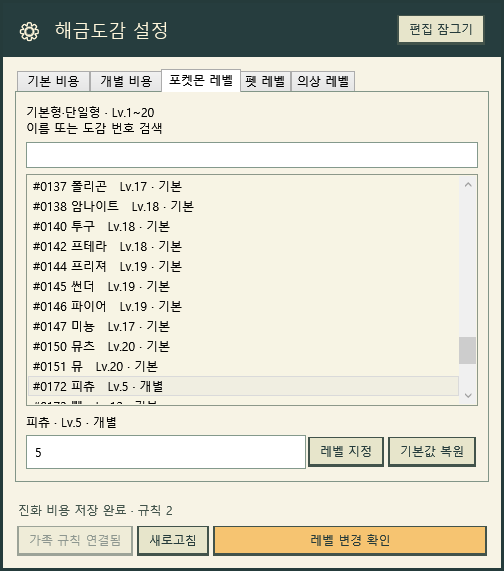 해금도감 설정
편집 잠그기
기본 비용
개별 비용
포켓몬 레벨
펫 레벨
의상 레벨
기본형·단일형 · Lv.1~20
이름 또는 도감 번호 검색
#0137 폴리곤 Lv.17 · 기본
#0138 암나이트 Lv.18 · 기본
#0140 투구 Lv.18 · 기본
#0142 프테라 Lv.18 · 기본
#0144 프리져 Lv.19 · 기본
#0145 썬더 Lv.19 · 기본
#0146 파이어 Lv.19 · 기본
#0147 미뇽 Lv.17 · 기본
#0150 뮤츠 Lv.20 · 기본
#0151 뮤 Lv.20 · 기본
#0172 피츄 Lv.5 · 개별
피츄 · Lv.5 · 개별
5
레벨 지정
기본값 복원
진화 비용 저장 완료 · 규칙 2
가족 규칙 연결됨
새로고침
레벨 변경 확인